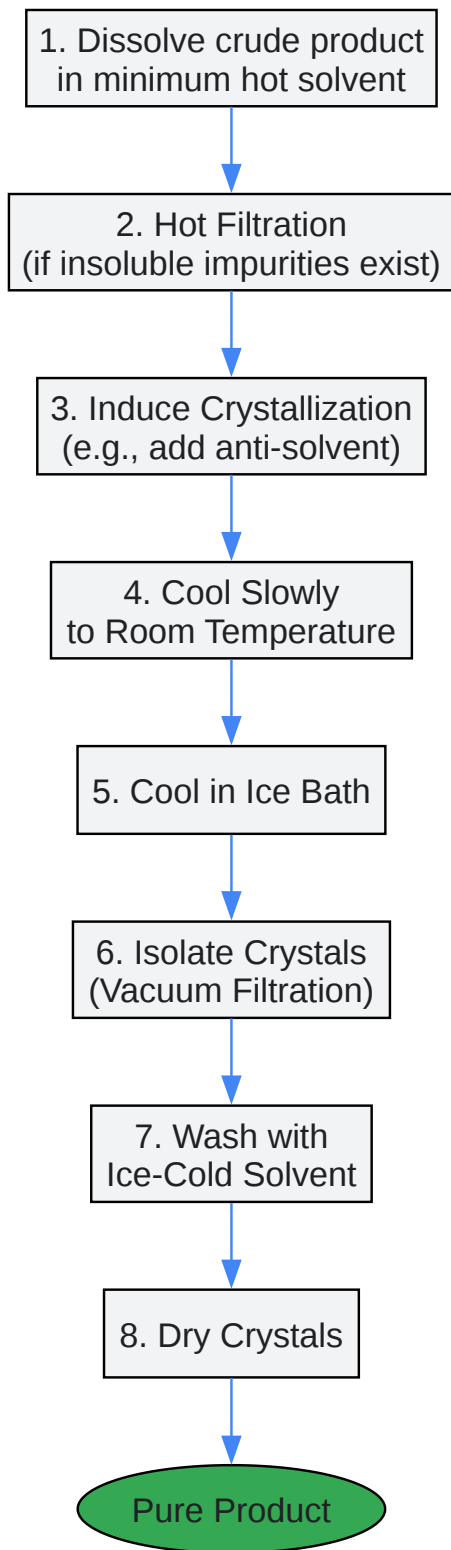 1. Dissolve crude product
in minimum hot solvent
2. Hot Filtration
(if insoluble impurities exist)
3. Induce Crystallization
(e.g., add anti-solvent)
4. Cool Slowly
to Room Temperature
5. Cool in Ice Bath
6. Isolate Crystals
(Vacuum Filtration)
7. Wash with
Ice-Cold Solvent
8. Dry Crystals
Pure Product